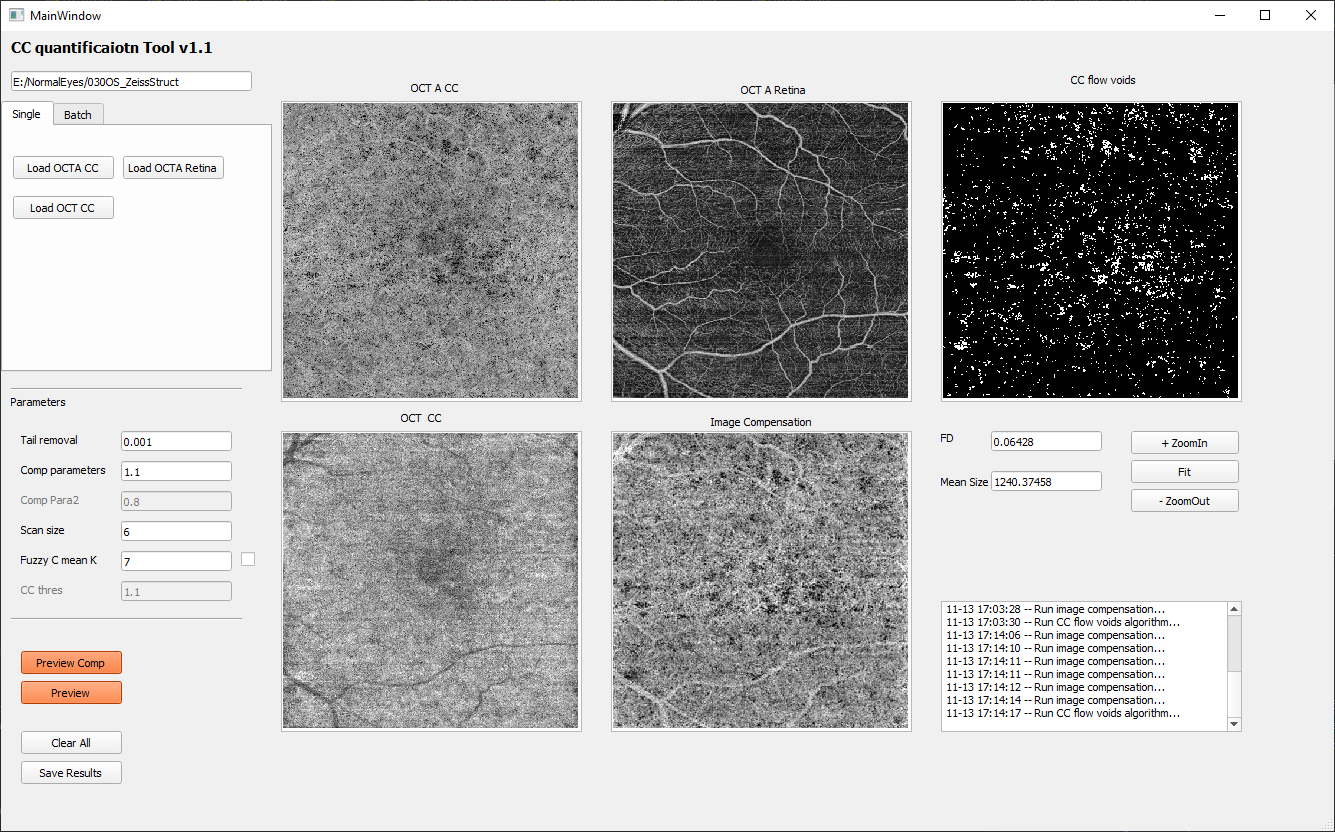 MainWindow
CC quantificaiotn Tool v1.1
E:/NormalEyes/030OS_ZeissStruct
Single
Batch
Load OCTA CC
Load OCTA Retina
Load OCT CC
Parameters
Tail removal
0.001
Comp parameters
1.1
Comp Para2
0.8
Scan size
6
Fuzzy C mean K
7
CC thres
1.1
Preview Comp
Preview
Clear All
Save Results
OCT A CC
OCT A Retina
CC flow voids
OCT  CC
Image Compensation
FD
0.06428
Mean Size
1240.37458
+ ZoomIn
Fit
- ZoomOut
11-13 17:03:28 -- Run image compensation...
11-13 17:03:30 -- Run CC flow voids algorithm...
11-13 17:14:06 -- Run image compensation...
11-13 17:14:10 -- Run image compensation...
11-13 17:14:11 -- Run image compensation...
11-13 17:14:11 -- Run image compensation...
11-13 17:14:12 -- Run image compensation...
11-13 17:14:14 -- Run image compensation...
11-13 17:14:17 -- Run CC flow voids algorithm...